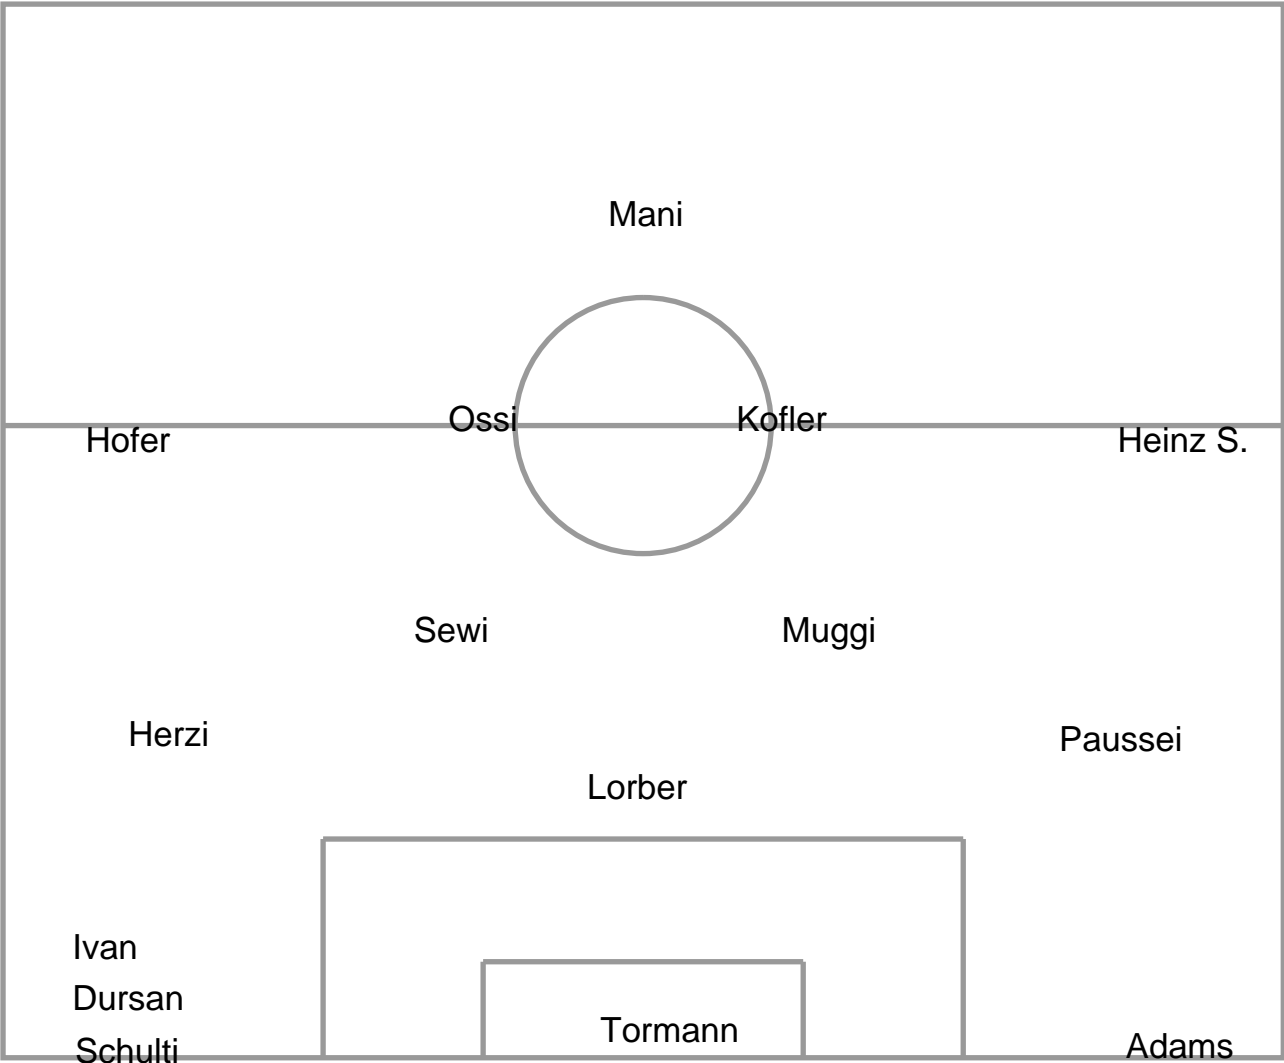 Mani
Ossi
Kofler
Hofer
Heinz S.
Sewi
Muggi
Herzi
Paussei
Lorber
Ivan
Dursan
Tormann
Schulti
Adams